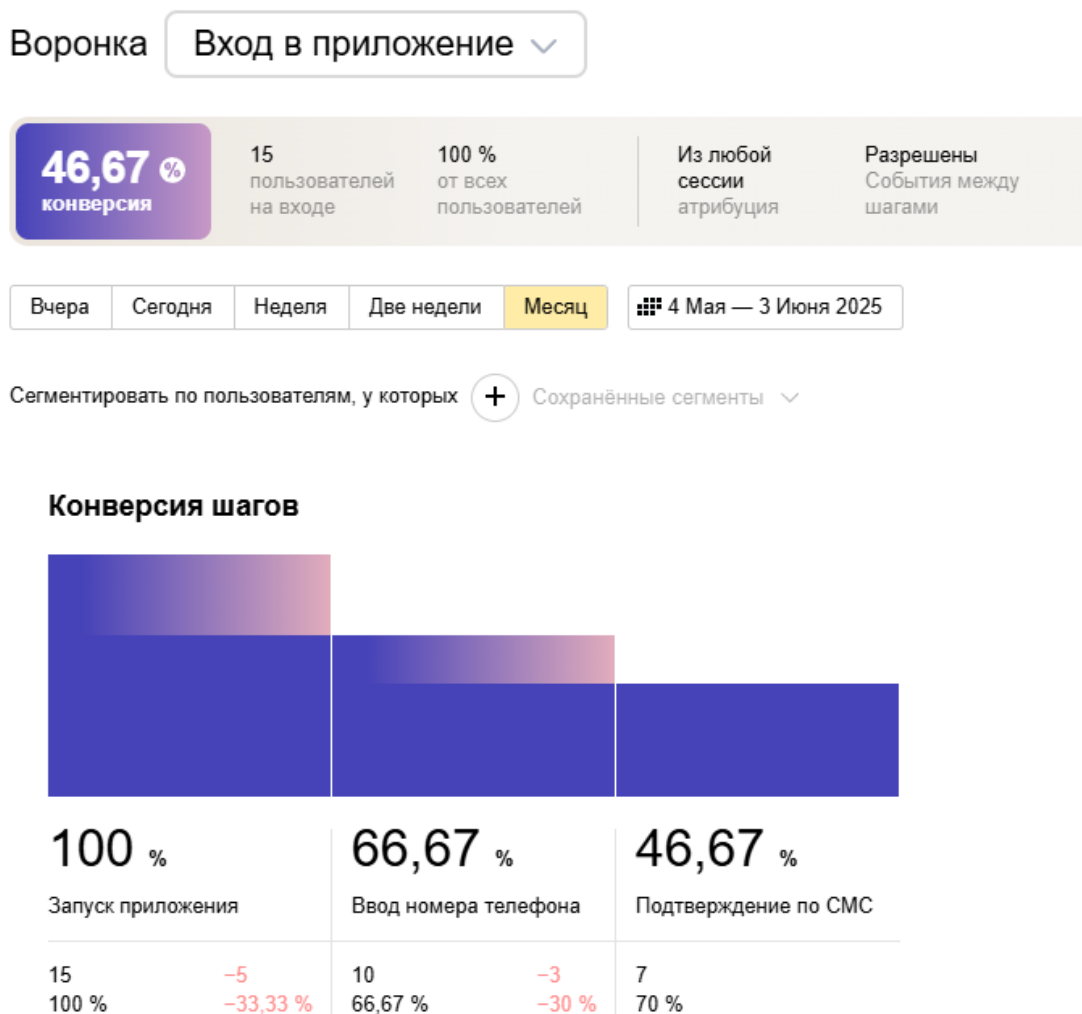 Воронка Вход в приложение
46,67 %
конверсия
15
пользователей
на входе
100 %
от всех
пользователей
Из любой
сессии
атрибуция
Разрешены
События между
шагами
Вчера Сегодня Неделя Две недели Месяц 4 Мая — 3 Июня 2025
Сегментировать по пользователям, у которых + Сохранённые сегменты
Конверсия шагов
100 % 66,67 % 46,67 %
Запуск приложения Ввод номера телефона Подтверждение по СМС
15 −5 10 −3 7
100 % −33,33 % 66,67 % −30 % 70 %